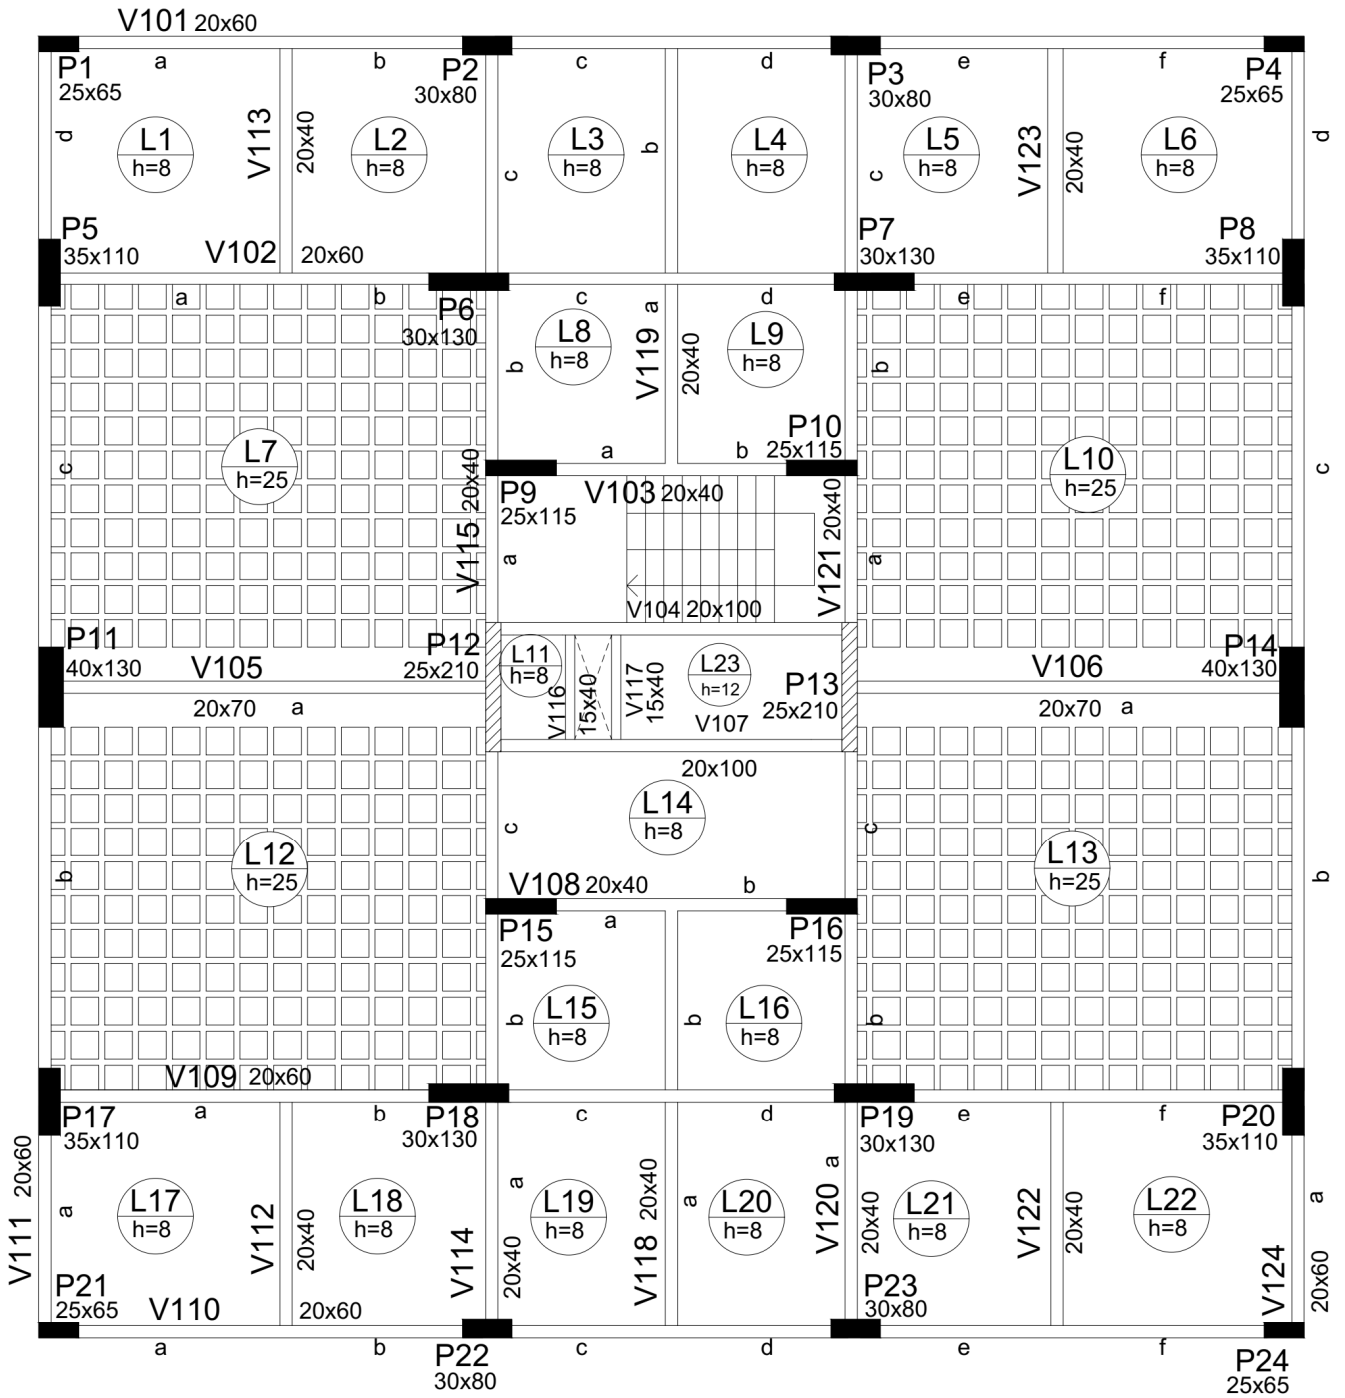 V101 20x60
a b c d e f
P1
25x65
P2
30x80
P3
30x80
P4
25x65
d
L1
h=8
V113
20x40
L2
h=8
c
L3
h=8
b
L4
h=8
c
L5
h=8
V123
20x40
L6
h=8
d
P5
35x110
V102 20x60
P7
30x130
P8
35x110
a b c d e f
P6
30x130
b
L8
h=8
a
V119
20x40
L9
h=8
b
P10
25x115
a b
c
L7
h=25
V115 20x40
P9
25x115
V103 20x40
V121 20x40
L10
h=25
c
a
a
V104 20x100
P11
40x130
V105
20x70 a
P12
25x210
L11
h=8
V116
15x40
V117
15x40
L23
h=12
P13
25x210
V107
20x100
V106
20x70 a
P14
40x130
c
L14
h=8
c
b
L12
h=25
L13
h=25
b
V108 20x40 b
a
P15
25x115
P16
25x115
b
L15
h=8
b
L16
h=8
b
V109 20x60
a b c d e f
P17
35x110
P18
30x130
P19
30x130
P20
35x110
V111 20x60
a
L17
h=8
V112
20x40
L18
h=8
V114
20x40
a
L19
h=8
V118 20x40
a
L20
h=8
V120
a
20x40
L21
h=8
V122
20x40
L22
h=8
V124
a
20x60
P21
25x65
V110 20x60
P23
30x80
a b c d e f
P22
30x80
P24
25x65